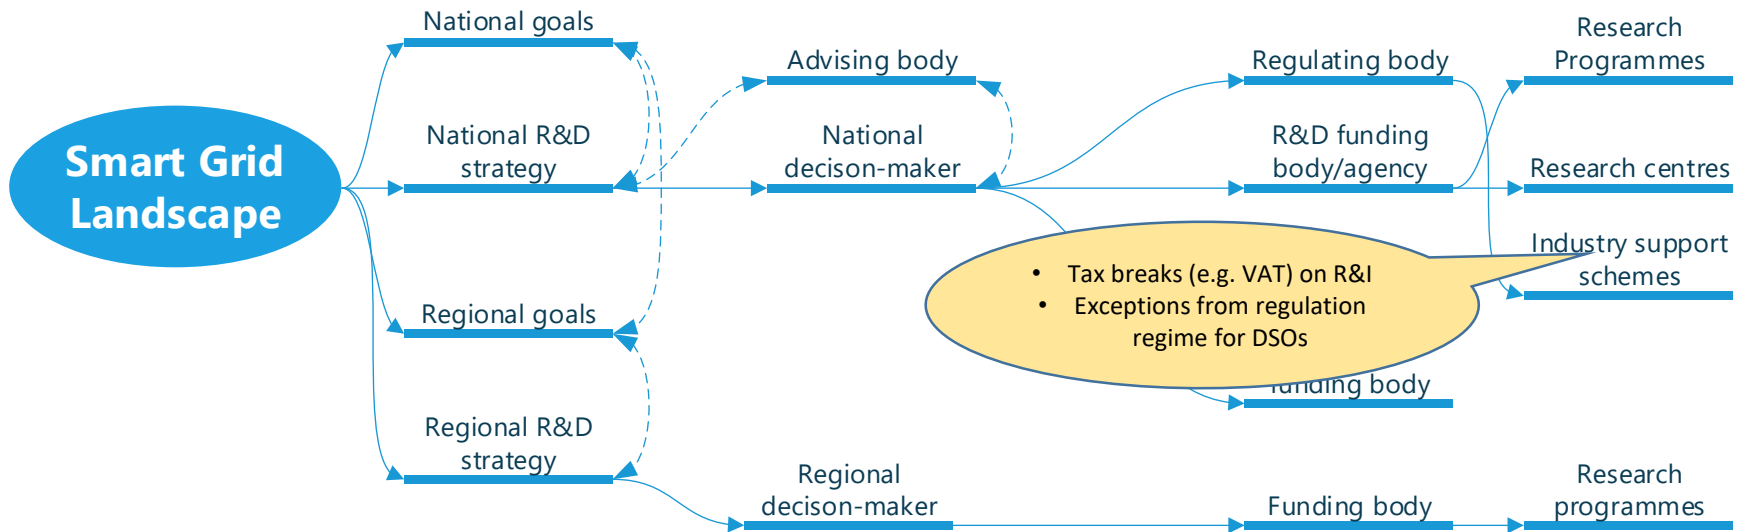 National goals
Advising body
Regulating body
Research
Programmes
Smart Grid
Landscape
National R&D
strategy
National
decison-maker
R&D funding
body/agency
Research centres
• Tax breaks (e.g. VAT) on R&I
• Exceptions from regulation
regime for DSOs
Industry support
schemes
Regional goals
funding body
Regional R&D
strategy
Regional
decison-maker
Funding body
Research
programmes